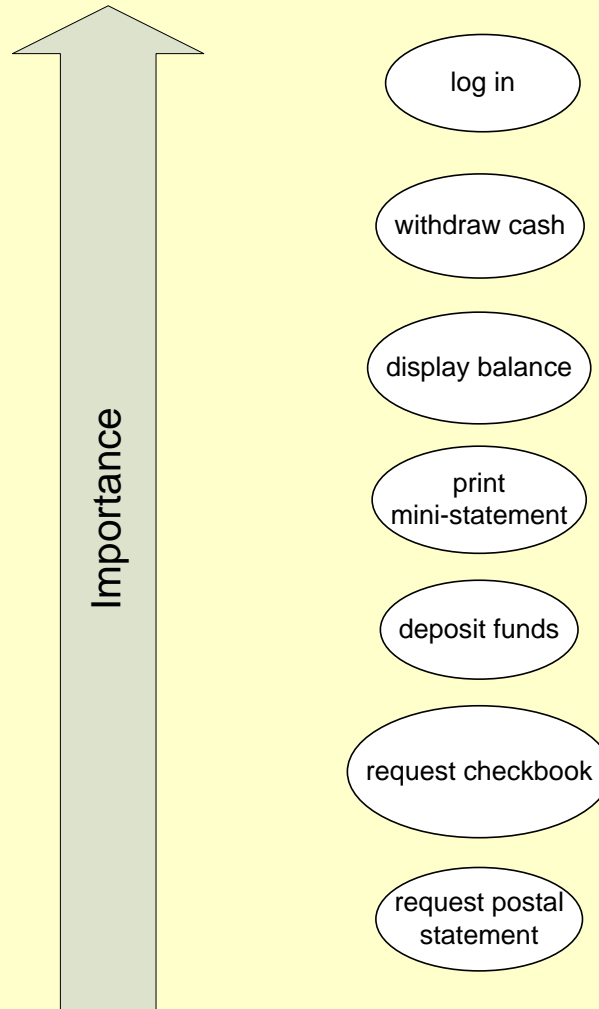 log in
withdraw cash
display balance
print
mini-statement
Importance
deposit funds
request checkbook
request postal
statement